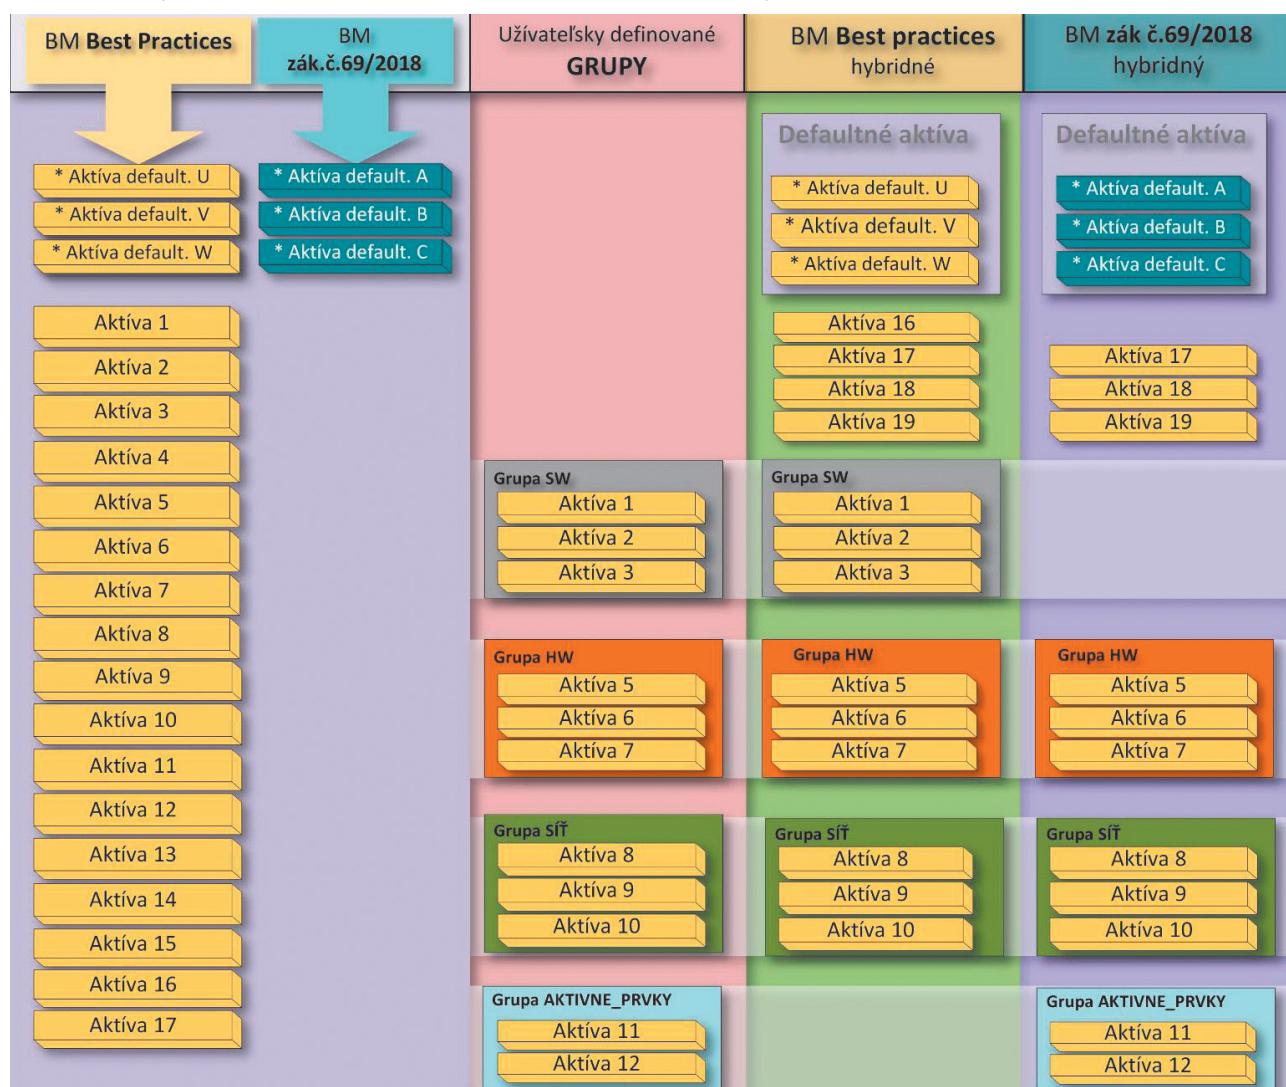 BM Best Practices
BM
zák.č.69/2018
Užívateľsky definované
GRUPY
BM Best practices
hybridné
BM zák č.69/2018
hybridný
* Aktíva default. U
* Aktíva default. V
* Aktíva default. W
Aktíva 1
Aktíva 2
Aktíva 3
Aktíva 4
Aktíva 5
Aktíva 6
Aktíva 7
Aktíva 8
Aktíva 9
Aktíva 10
Aktíva 11
Aktíva 12
Aktíva 13
Aktíva 14
Aktíva 15
Aktíva 16
Aktíva 17
* Aktíva default. A
* Aktíva default. B
* Aktíva default. C
Grupa SW
Aktíva 1
Aktíva 2
Aktíva 3
Grupa HW
Aktíva 5
Aktíva 6
Aktíva 7
Grupa SÍŤ
Aktíva 8
Aktíva 9
Aktíva 10
Grupa AKTIVNE_PRVKY
Aktíva 11
Aktíva 12
Defaultné aktíva
* Aktíva default. U
* Aktíva default. V
* Aktíva default. W
Aktíva 16
Aktíva 17
Aktíva 18
Aktíva 19
Grupa SW
Aktíva 1
Aktíva 2
Aktíva 3
Grupa HW
Aktíva 5
Aktíva 6
Aktíva 7
Grupa SÍŤ
Aktíva 8
Aktíva 9
Aktíva 10
Defaultné aktíva
* Aktíva default. A
* Aktíva default. B
* Aktíva default. C
Aktíva 17
Aktíva 18
Aktíva 19
Grupa HW
Aktíva 5
Aktíva 6
Aktíva 7
Grupa SÍŤ
Aktíva 8
Aktíva 9
Aktíva 10
Grupa AKTIVNE_PRVKY
Aktíva 11
Aktíva 12